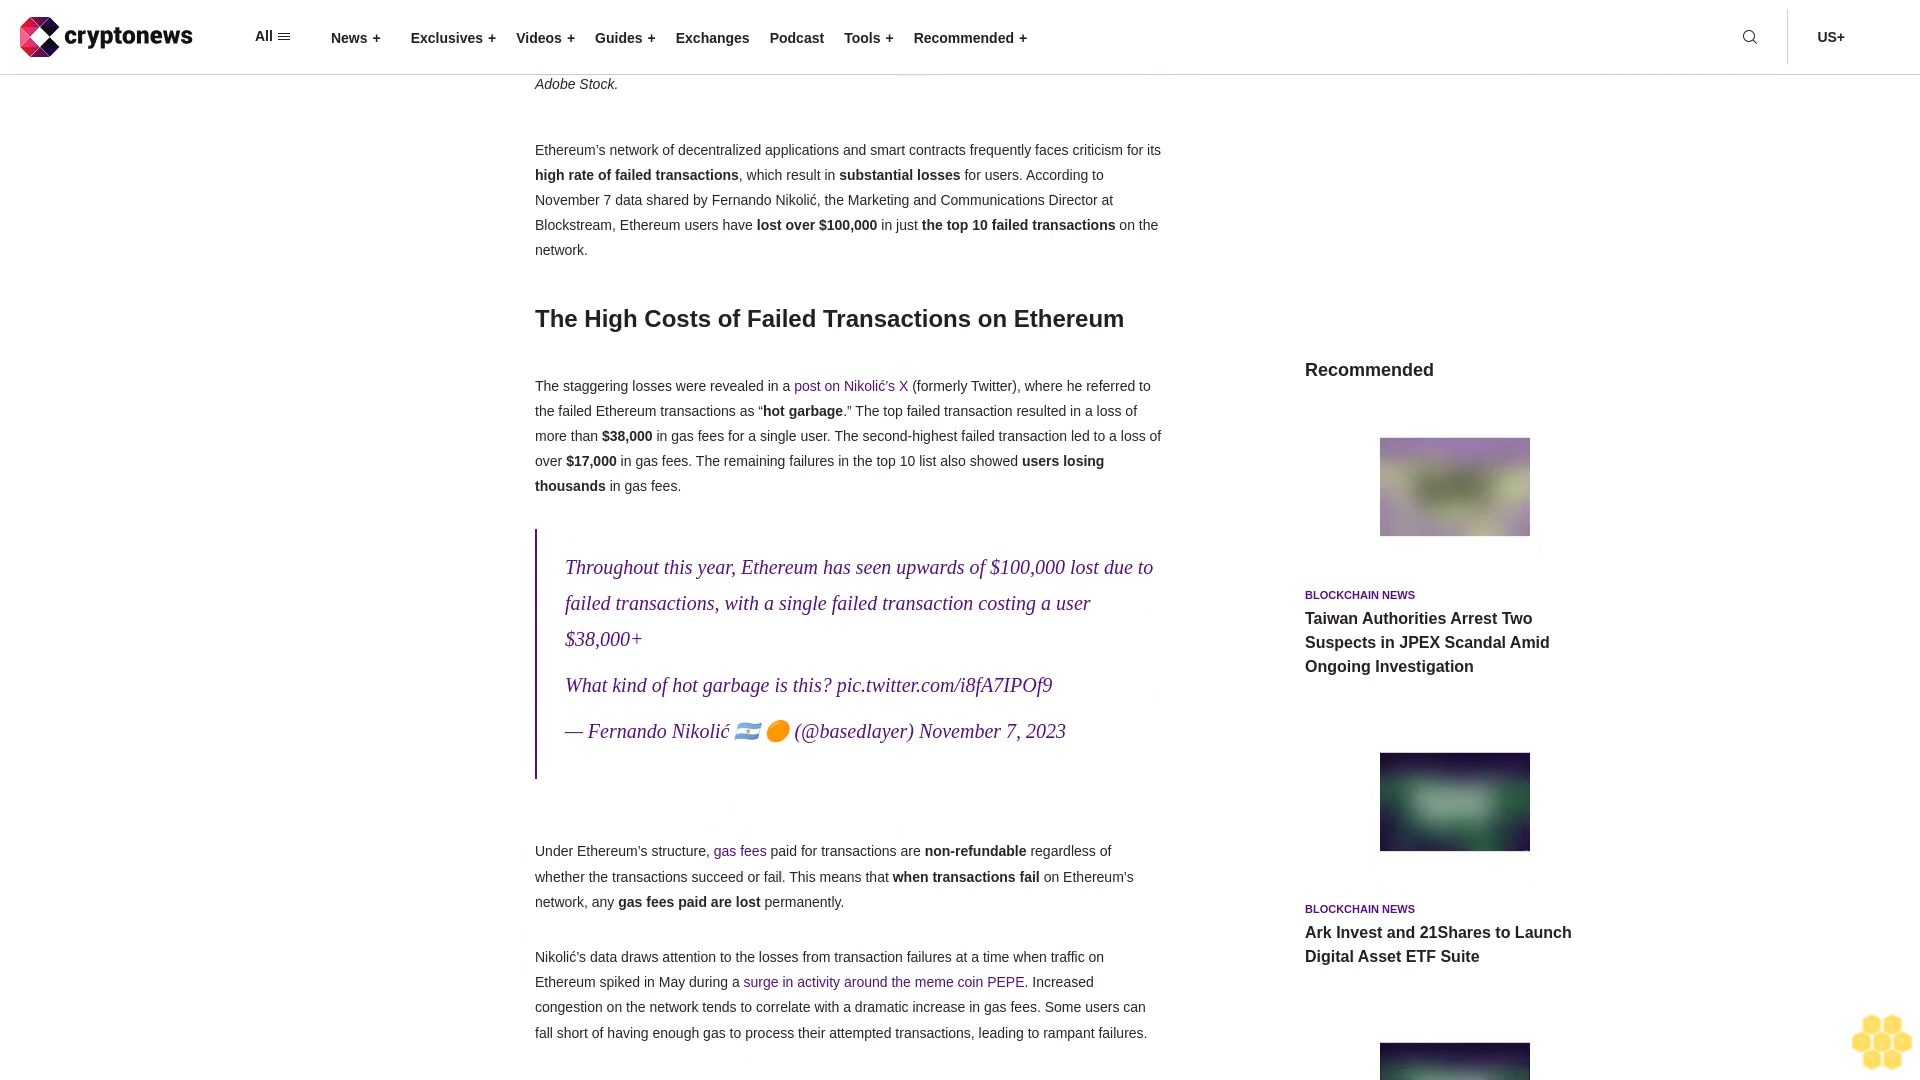 cryptonews
All
News +
Exclusives +
Videos +
Guides +
Exchanges
Podcast
Tools +
Recommended +
US+
Adobe Stock.
Ethereum’s network of decentralized applications and smart contracts frequently faces criticism for its
high rate of failed transactions, which result in substantial losses for users. According to
November 7 data shared by Fernando Nikolić, the Marketing and Communications Director at
Blockstream, Ethereum users have lost over $100,000 in just the top 10 failed transactions on the
network.
The High Costs of Failed Transactions on Ethereum
The staggering losses were revealed in a post on Nikolić’s X (formerly Twitter), where he referred to
the failed Ethereum transactions as “hot garbage.” The top failed transaction resulted in a loss of
more than $38,000 in gas fees for a single user. The second-highest failed transaction led to a loss of
over $17,000 in gas fees. The remaining failures in the top 10 list also showed users losing
thousands in gas fees.
Throughout this year, Ethereum has seen upwards of $100,000 lost due to
failed transactions, with a single failed transaction costing a user
$38,000+
What kind of hot garbage is this? pic.twitter.com/i8fA7IPOf9
— Fernando Nikolić 🇦🇷 🟠 (@basedlayer) November 7, 2023
Under Ethereum’s structure, gas fees paid for transactions are non-refundable regardless of
whether the transactions succeed or fail. This means that when transactions fail on Ethereum’s
network, any gas fees paid are lost permanently.
Nikolić’s data draws attention to the losses from transaction failures at a time when traffic on
Ethereum spiked in May during a surge in activity around the meme coin PEPE. Increased
congestion on the network tends to correlate with a dramatic increase in gas fees. Some users can
fall short of having enough gas to process their attempted transactions, leading to rampant failures.
Recommended
BLOCKCHAIN NEWS
Taiwan Authorities Arrest Two
Suspects in JPEX Scandal Amid
Ongoing Investigation
BLOCKCHAIN NEWS
Ark Invest and 21Shares to Launch
Digital Asset ETF Suite